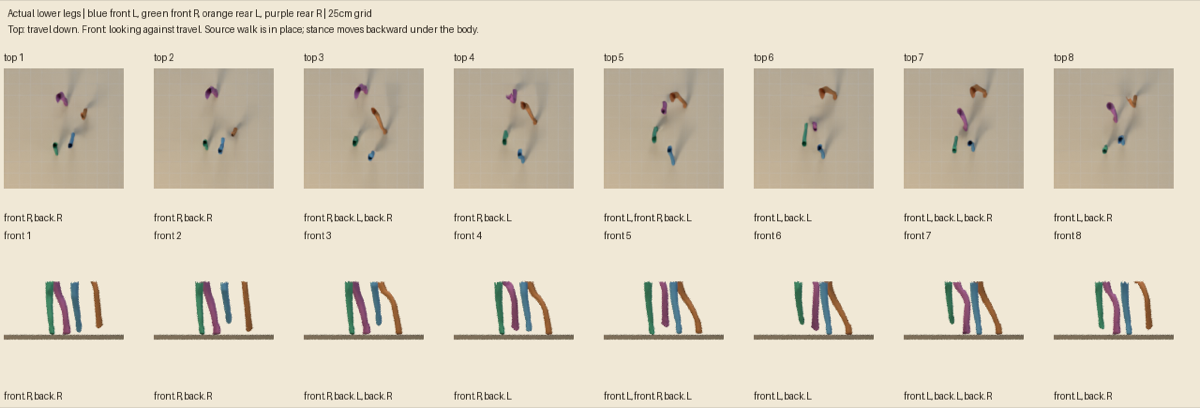 Actual lower legs | blue front L, green front R, orange rear L, purple rear R | 25cm grid
Top: travel down. Front: looking against travel. Source walk is in place; stance moves backward under the body.
top 1 top 2 top 3 top 4 top 5 top 6 top 7 top 8
front.R,back.R front.R,back.R front.R,back.L,back.R front.R,back.L front.L,front.R,back.L front.L,back.L front.L,back.L,back.R front.L,back.R
front 1 front 2 front 3 front 4 front 5 front 6 front 7 front 8
front.R,back.R front.R,back.R front.R,back.L,back.R front.R,back.L front.L,front.R,back.L front.L,back.L front.L,back.L,back.R front.L,back.R